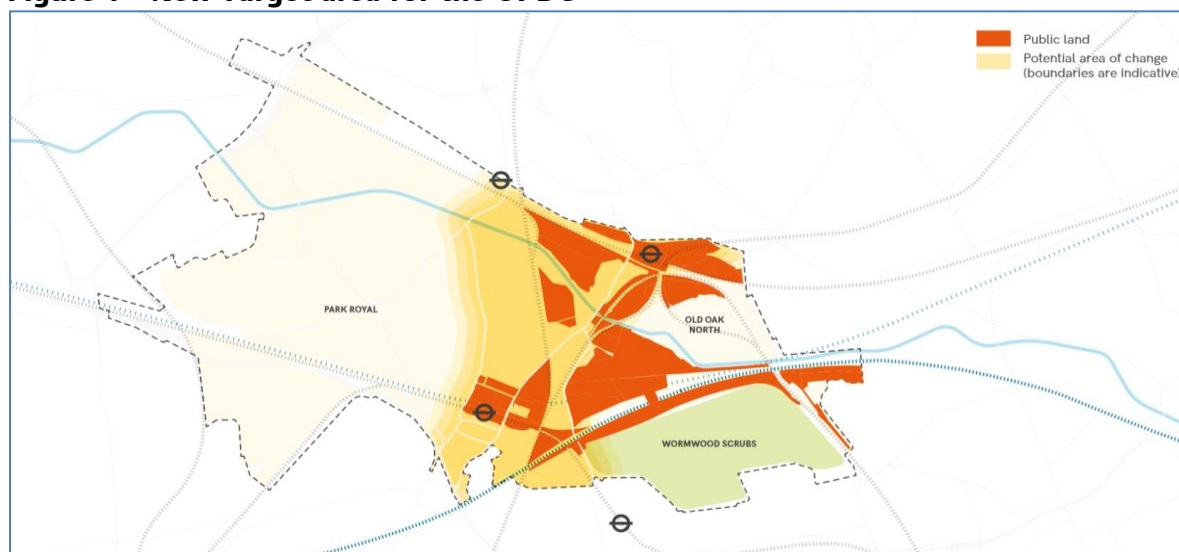 Public land
Potential area of change
(boundaries are indicative)
PARK ROYAL
OLD OAK
NORTH
WORMWOOD SCRUBS